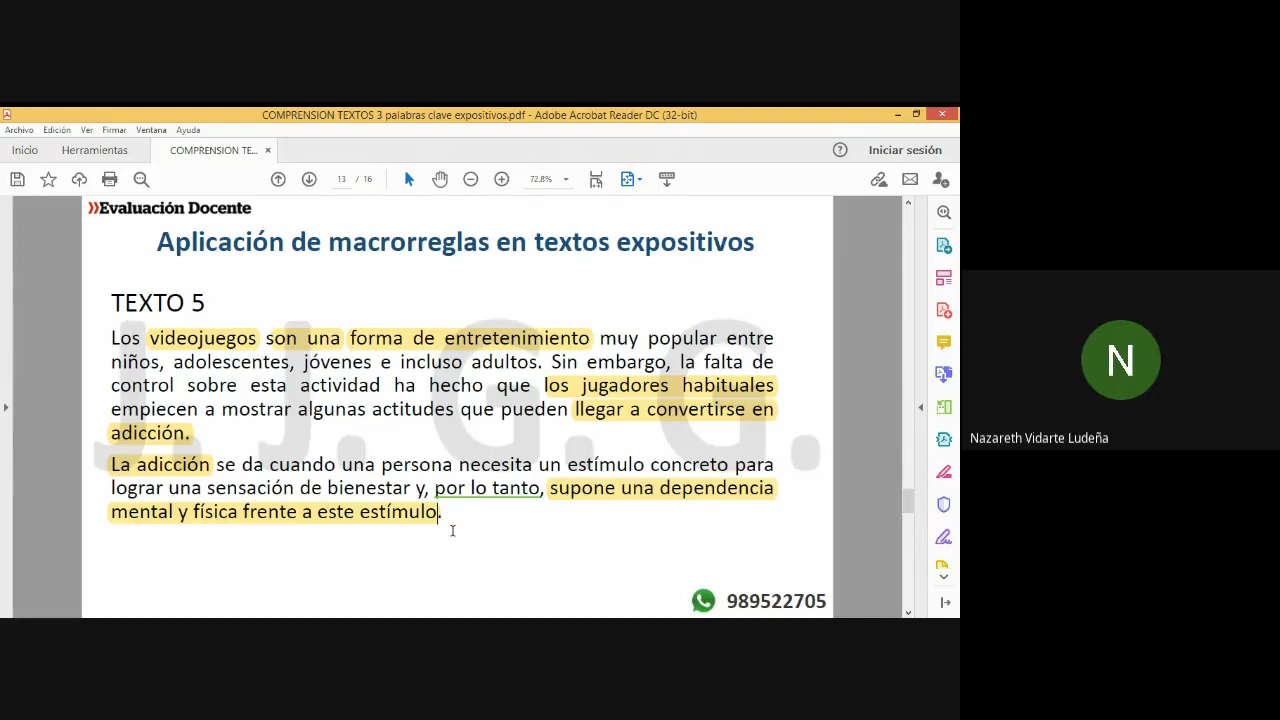 COMPRENSION TEXTOS 3 palabras clave expositivos.pdf - Adobe Acrobat Reader DC (32-bit)
Archivo Edición Ver Firmar Ventana Ayuda
Inicio Herramientas COMPRENSION TE... × Iniciar sesión
13 / 16 72.8%
»Evaluación Docente
Aplicación de macrorreglas en textos expositivos
J. J. G. G.
TEXTO 5
Los videojuegos son una forma de entretenimiento muy popular entre
niños, adolescentes, jóvenes e incluso adultos. Sin embargo, la falta de
control sobre esta actividad ha hecho que los jugadores habituales
empiecen a mostrar algunas actitudes que pueden llegar a convertirse en
adicción.
La adicción se da cuando una persona necesita un estímulo concreto para
lograr una sensación de bienestar y, por lo tanto, supone una dependencia
mental y física frente a este estímulo.
989522705
N
Nazareth Vidarte Ludeña